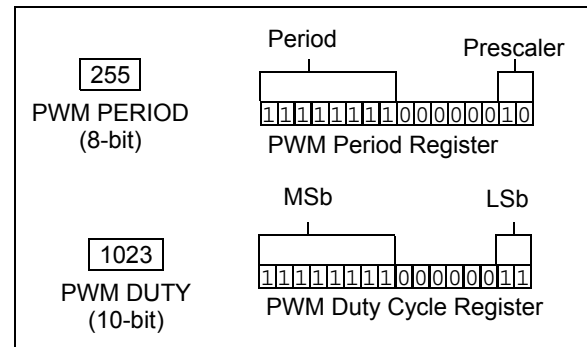 Period
Prescaler
255
PWM PERIOD
(8-bit)
1111111100000010
PWM Period Register
MSb
LSb
1023
PWM DUTY
(10-bit)
1111111100000011
PWM Duty Cycle Register